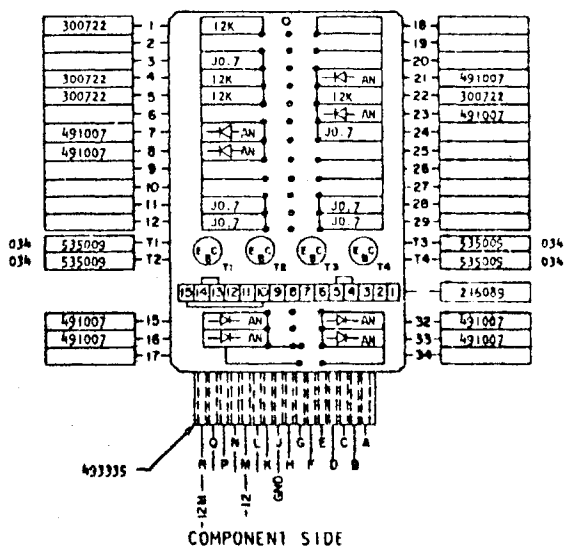 300722 1 12K 18
2 19
3 J0.7 20
300722 4 12K AN 21 491007
300722 5 12K 12K 22 300722
6 AN 23 491007
491007 7 AN J0.7 24
491007 8 AN 25
9 26
10 27
11 J0.7 J0.7 28
12 J0.7 J0.7 29
034 535009 T1 E B C E B C E B C E B C T3 535009 034
034 535009 T2 T1 T2 T3 T4 T4 535009 034
15 14 13 12 11 10 9 8 7 6 5 4 3 2 1 216089
491007 15 AN AN 32 491007
491007 16 AN AN 33 491007
17 34
Q N L J G E C A
493335 R P M K H F D B
-12M -12 GND
COMPONENT SIDE